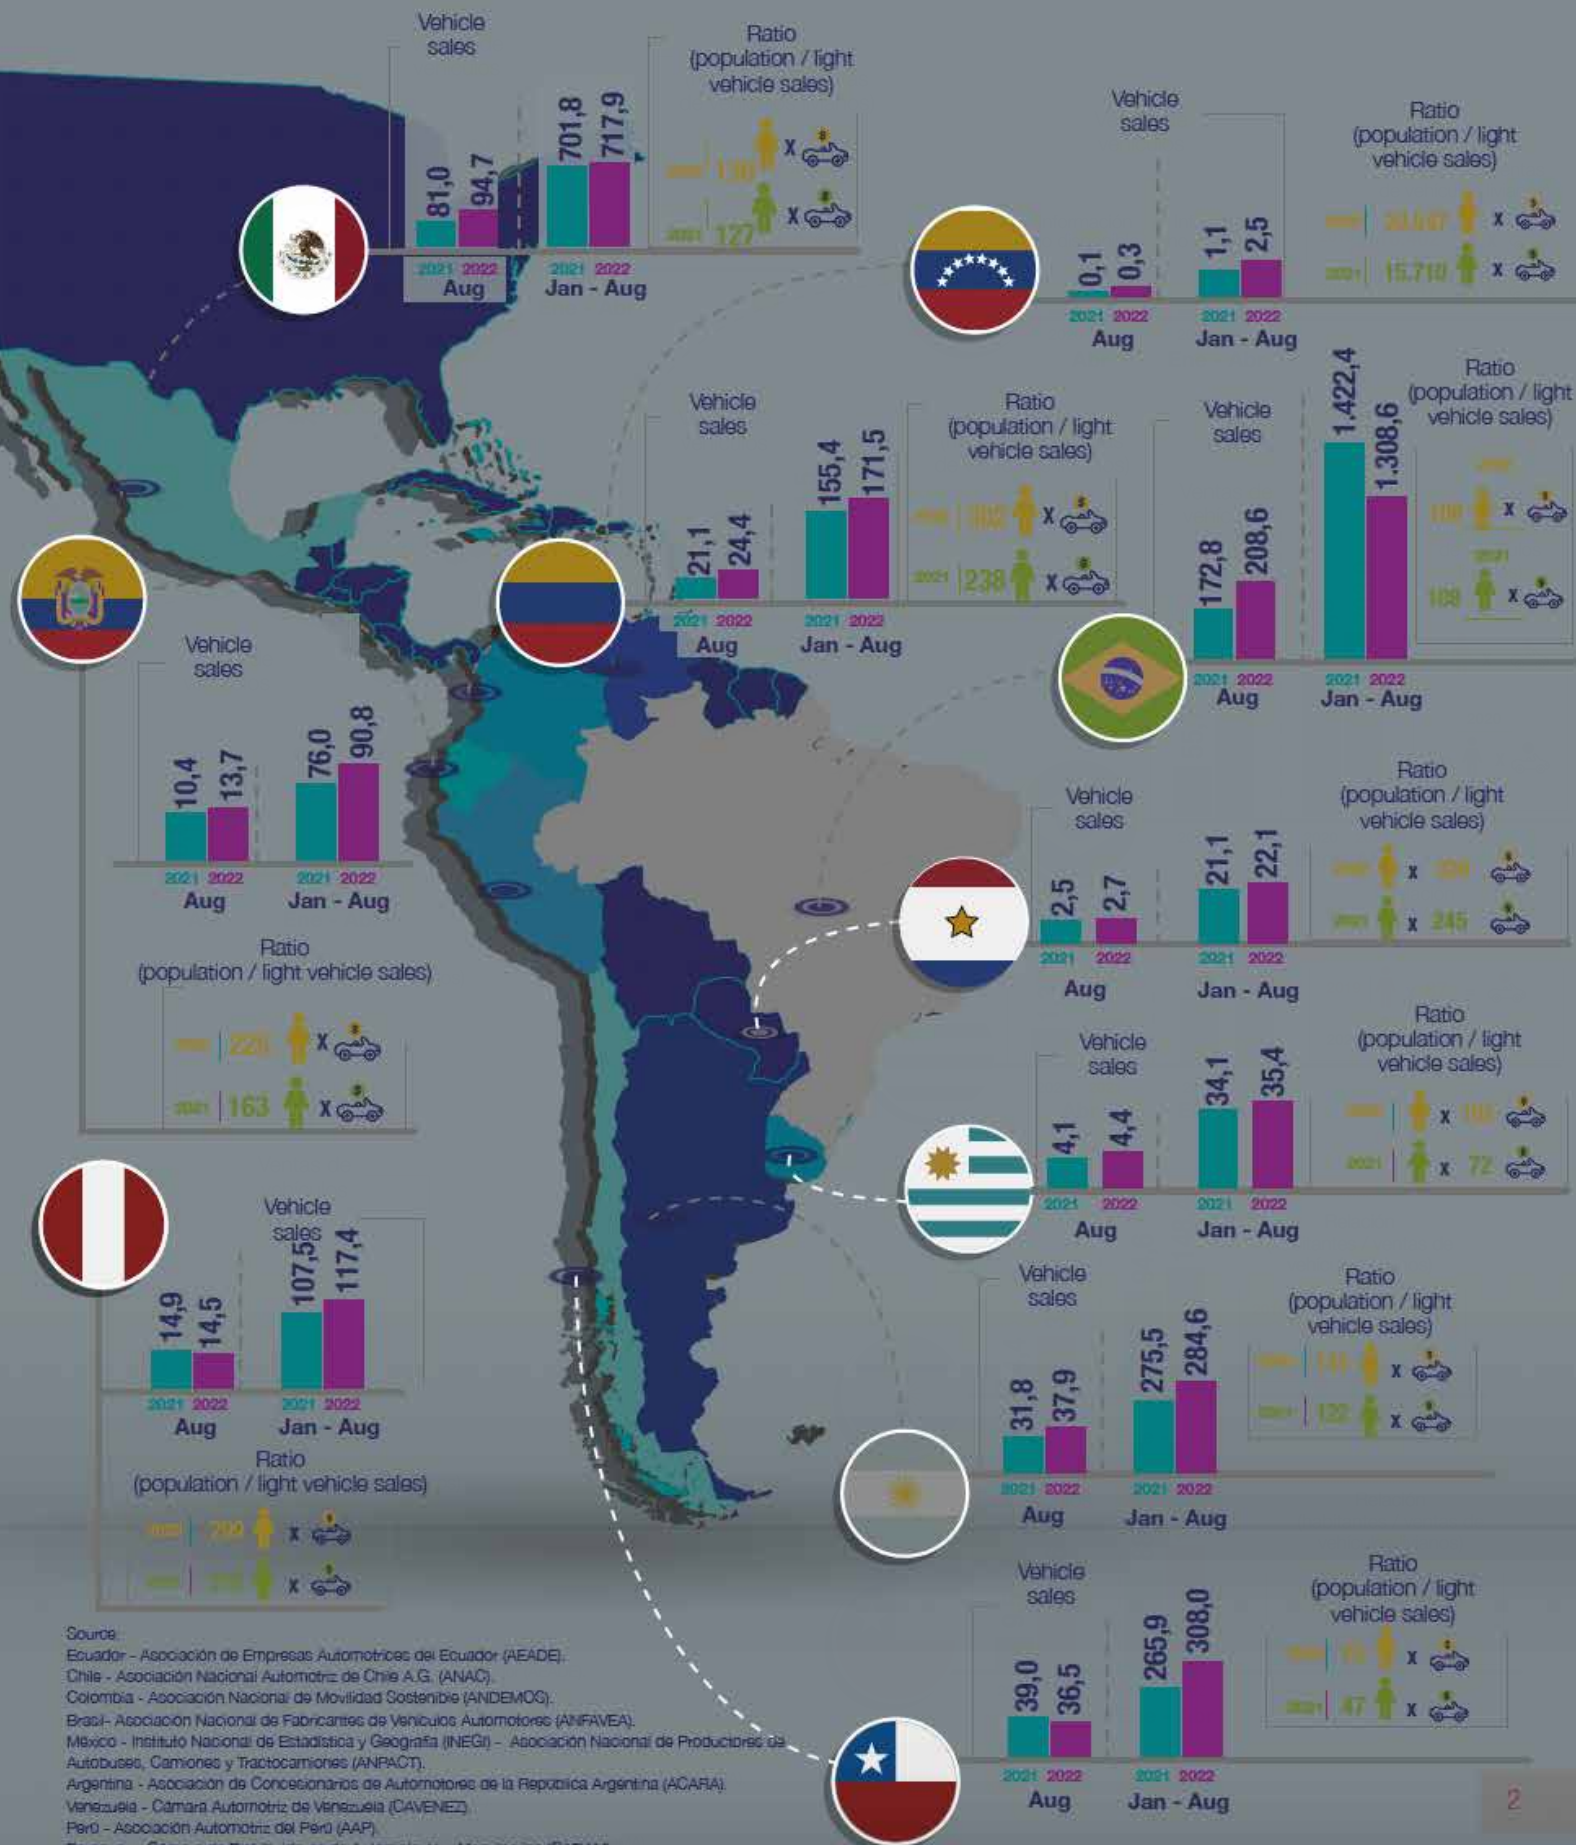 Vehicle
sales
81,0
94,7
701,8
717,9
2021 2022
Aug
2021 2022
Jan - Aug
Ratio
(population / light
vehicle sales)
X
2021
127
X
Vehicle
sales
0,1
0,3
1,1
2,5
2021 2022
Aug
2021 2022
Jan - Aug
Ratio
(population / light
vehicle sales)
X
2021
15.710
X
Vehicle
sales
21,1
24,4
155,4
171,5
2021 2022
Aug
2021 2022
Jan - Aug
Ratio
(population / light
vehicle sales)
302
X
2021
238
X
Vehicle
sales
172,8
208,6
1.422,4
1.308,6
2021 2022
Aug
2021 2022
Jan - Aug
Ratio
(population / light
vehicle sales)
X
2021
X
Vehicle
sales
10,4
13,7
76,0
90,8
2021 2022
Aug
2021 2022
Jan - Aug
Ratio
(population / light vehicle sales)
X
2021
163
X
Vehicle
sales
2,5
2,7
21,1
22,1
2021 2022
Aug
2021 2022
Jan - Aug
Ratio
(population / light
vehicle sales)
X
2021
X 245
Vehicle
sales
4,1
4,4
34,1
35,4
2021 2022
Aug
2021 2022
Jan - Aug
Ratio
(population / light
vehicle sales)
X
2021
X 72
Vehicle
sales
14,9
14,5
107,5
117,4
2021 2022
Aug
2021 2022
Jan - Aug
Ratio
(population / light vehicle sales)
299
X
X
Vehicle
sales
31,8
37,9
275,5
284,6
2021 2022
Aug
2021 2022
Jan - Aug
Ratio
(population / light
vehicle sales)
X
2021
122
X
Vehicle
sales
39,0
36,5
265,9
308,0
2021 2022
Aug
2021 2022
Jan - Aug
Ratio
(population / light
vehicle sales)
X
2021
47
X
Source:
Ecuador - Asociación de Empresas Automotrices del Ecuador (AEADE).
Chile - Asociación Nacional Automotriz de Chile A.G. (ANAC).
Colombia - Asociación Nacional de Movilidad Sostenible (ANDEMOS).
Brasil- Asociación Nacional de Fabricantes de Vehículos Automotores (ANFAVEA).
México - Instituto Nacional de Estadística y Geografía (INEGI) - Asociación Nacional de Productores de
Autobuses, Camiones y Tractocamiones (ANPACT).
Argentina - Asociación de Concesionarios de Automotores de la República Argentina (ACARA).
Venezuela - Cámara Automotriz de Venezuela (CAVENEZ).
Perú - Asociación Automotriz del Perú (AAP).
2